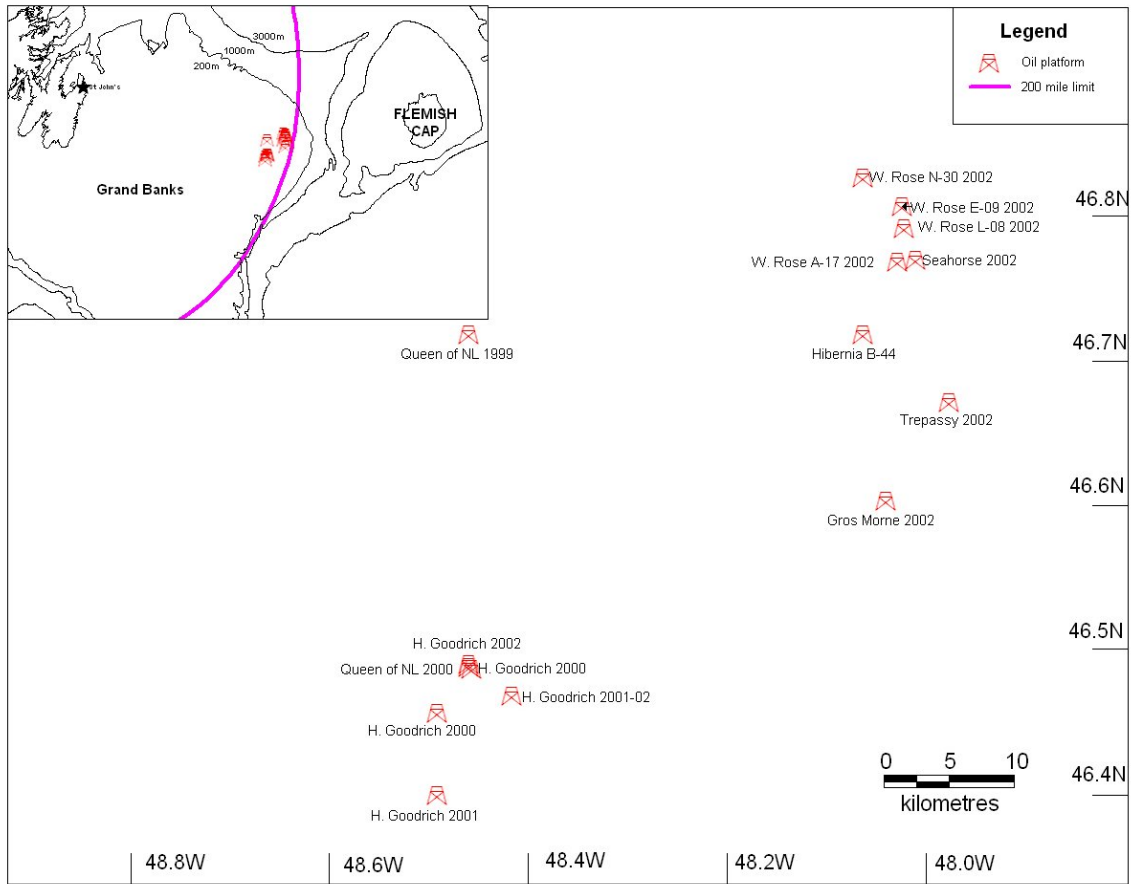 3000m
1000m
200m
St John's
FLEMISH
CAP
Grand Banks
Legend
Oil platform
200 mile limit
W. Rose N-30 2002
W. Rose E-09 2002
46.8N
W. Rose L-08 2002
W. Rose A-17 2002
Seahorse 2002
Queen of NL 1999
Hibernia B-44
46.7N
Trepassy 2002
46.6N
Gros Morne 2002
H. Goodrich 2002
46.5N
Queen of NL 2000
H. Goodrich 2000
H. Goodrich 2001-02
H. Goodrich 2000
0 5 10
kilometres
46.4N
H. Goodrich 2001
48.8W
48.6W
48.4W
48.2W
48.0W